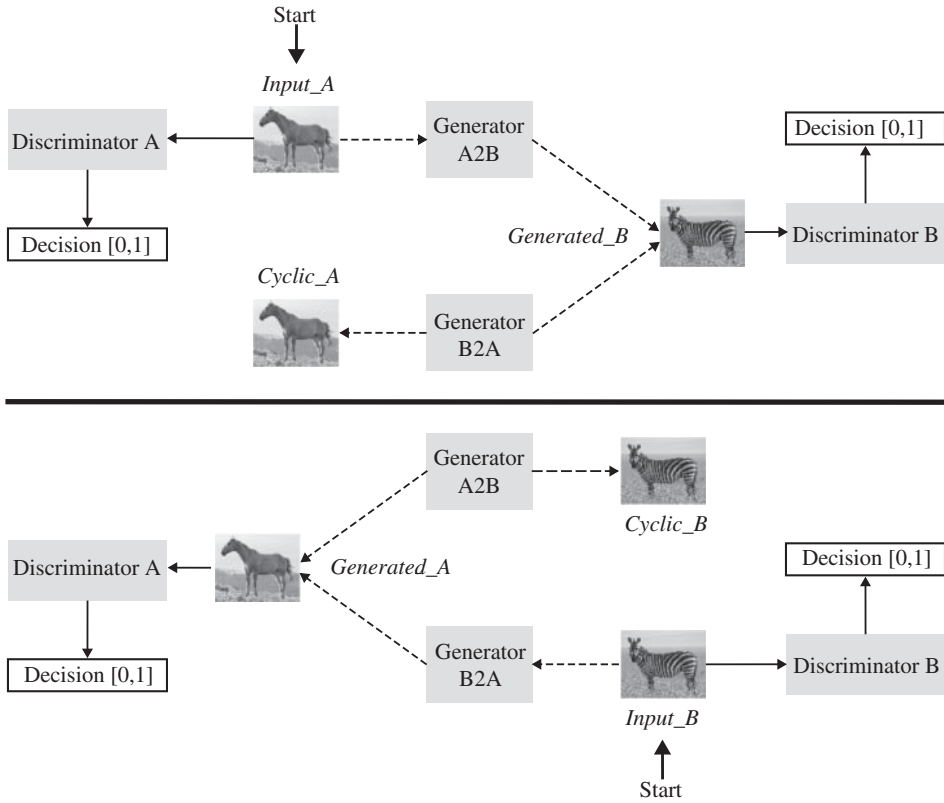 Start
Input_A
Discriminator A
Generator
A2B
Decision [0,1]
Decision [0,1]
Generated_B
Discriminator B
Cyclic_A
Generator
B2A
Generator
A2B
Cyclic_B
Discriminator A
Generated_A
Decision [0,1]
Decision [0,1]
Generator
B2A
Discriminator B
Input_B
Start